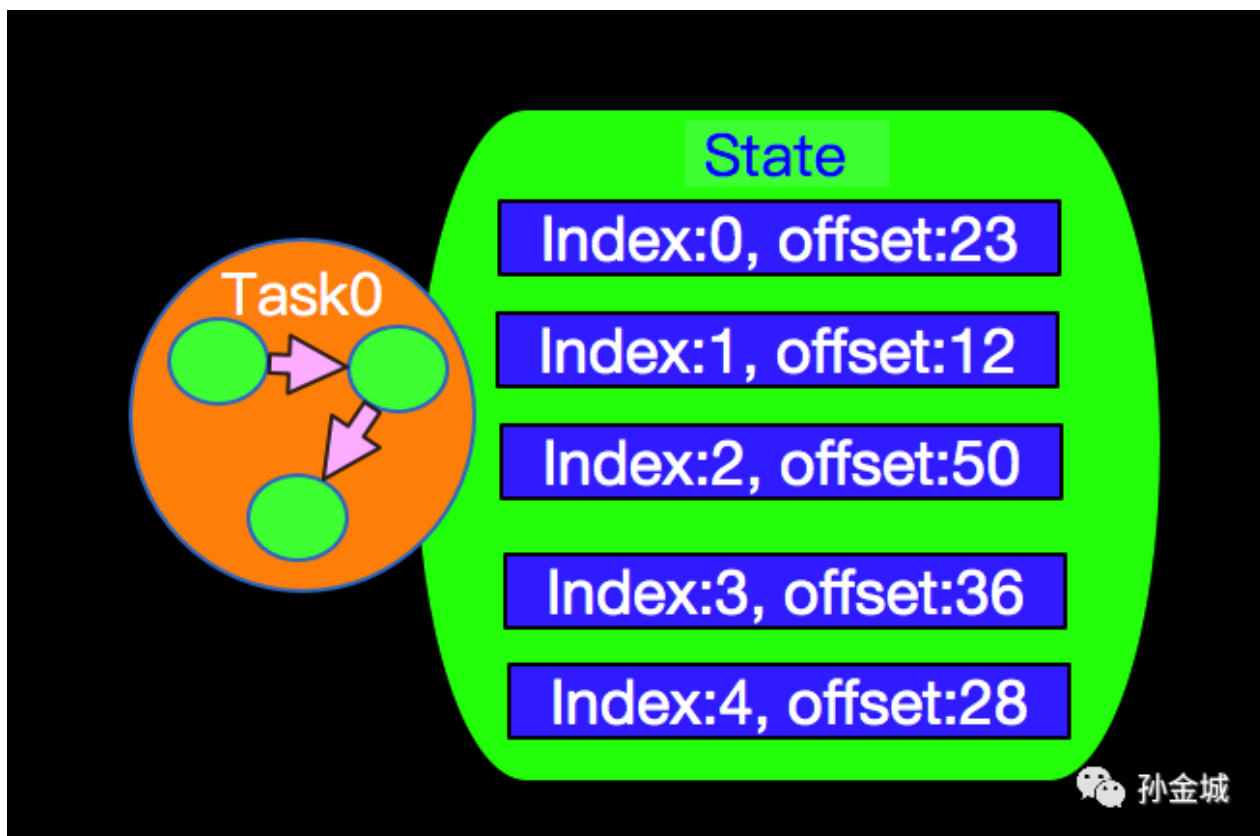 State
Index:0, offset:23
Task0
Index:1, offset:12
Index:2, offset:50
Index:3, offset:36
Index:4, offset:28
孙金城